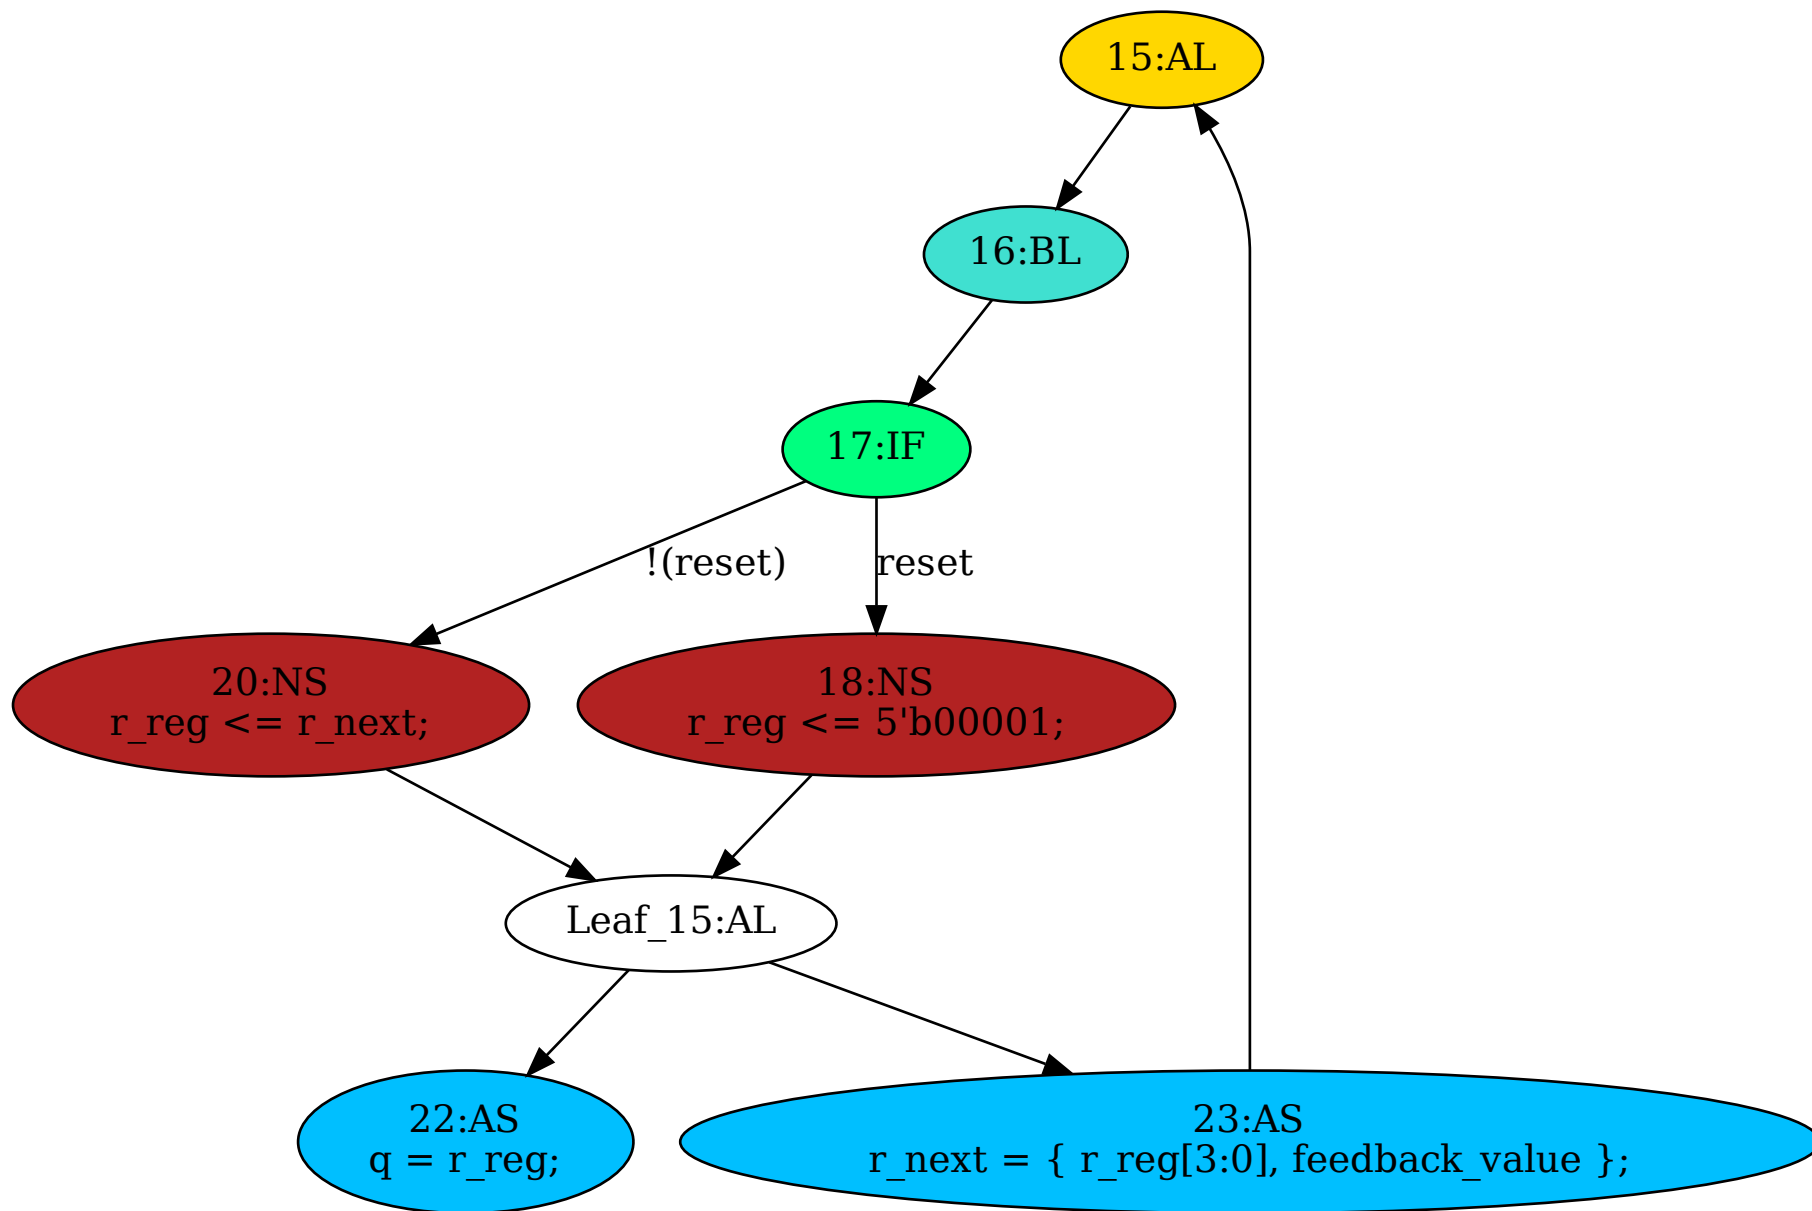 15:AL
16:BL
17:IF
!(reset)
reset
20:NS
r_reg <= r_next;
18:NS
r_reg <= 5'b00001;
Leaf_15:AL
22:AS
q = r_reg;
23:AS
r_next = { r_reg[3:0], feedback_value };